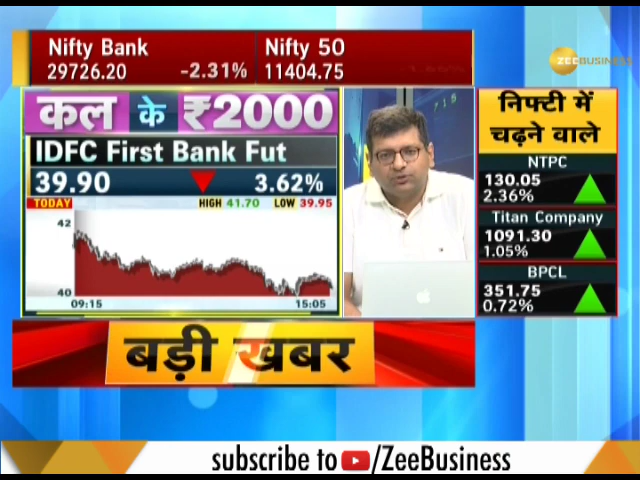 Nifty Bank
29726.20 -2.31%
Nifty 50
11404.75
ZEEBUSINESS
कल के ₹2000
IDFC First Bank Fut
39.90 3.62%
TODAY HIGH 41.70 LOW 39.95
42
40
09:15 15:05
निफ्टी में
चढ़ने वाले
NTPC
130.05
2.36%
Titan Company
1091.30
1.05%
BPCL
351.75
0.72%
बड़ी खबर
subscribe to /ZeeBusiness